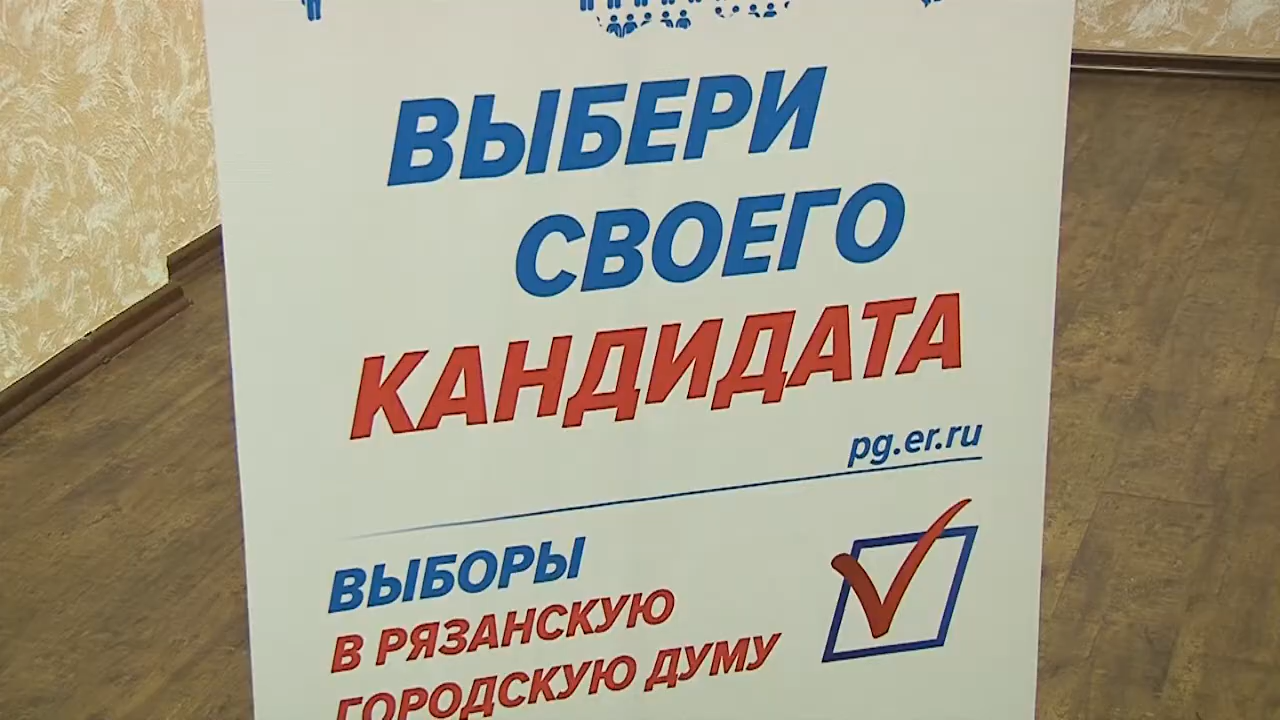 ВЫБЕРИ
СВОЕГО
КАНДИДАТА
pg.er.ru
ВЫБОРЫ
В РЯЗАНСКУЮ
ГОРОДСКУЮ ДУМУ